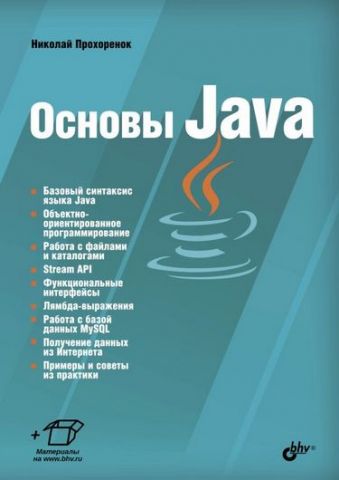 Николай Прохоренок
Основы Java
Базовый синтаксис
языка Java
Объектно-
ориентированное
программирование
Работа с файлами
и каталогами
Stream API
Функциональные
интерфейсы
Лямбда-выражения
Работа с базой
данных MySQL
Получение данных
из Интернета
Примеры и советы
из практики
+
Материалы
на www.bhv.ru
bhv®